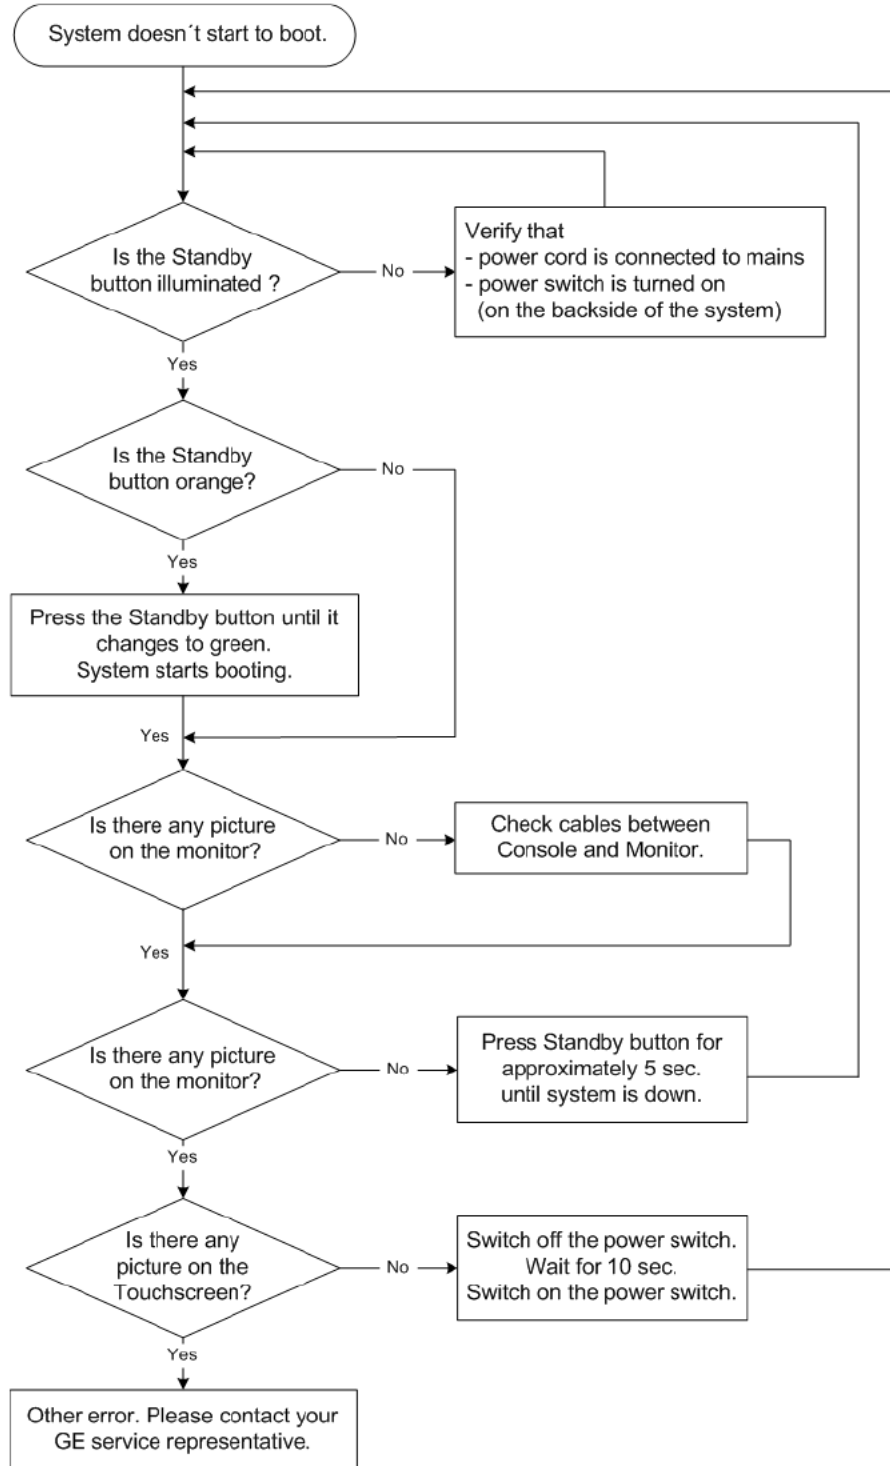 System doesn´t start to boot.
Is the Standby
button illuminated ?
No
Verify that
- power cord is connected to mains
- power switch is turned on
(on the backside of the system)
Yes
Is the Standby
button orange?
No
Yes
Press the Standby button until it
changes to green.
System starts booting.
Yes
Is there any picture
on the monitor?
No
Check cables between
Console and Monitor.
Yes
Is there any picture
on the monitor?
No
Press Standby button for
approximately 5 sec.
until system is down.
Yes
Is there any
picture on the
Touchscreen?
No
Switch off the power switch.
Wait for 10 sec.
Switch on the power switch.
Yes
Other error. Please contact your
GE service representative.